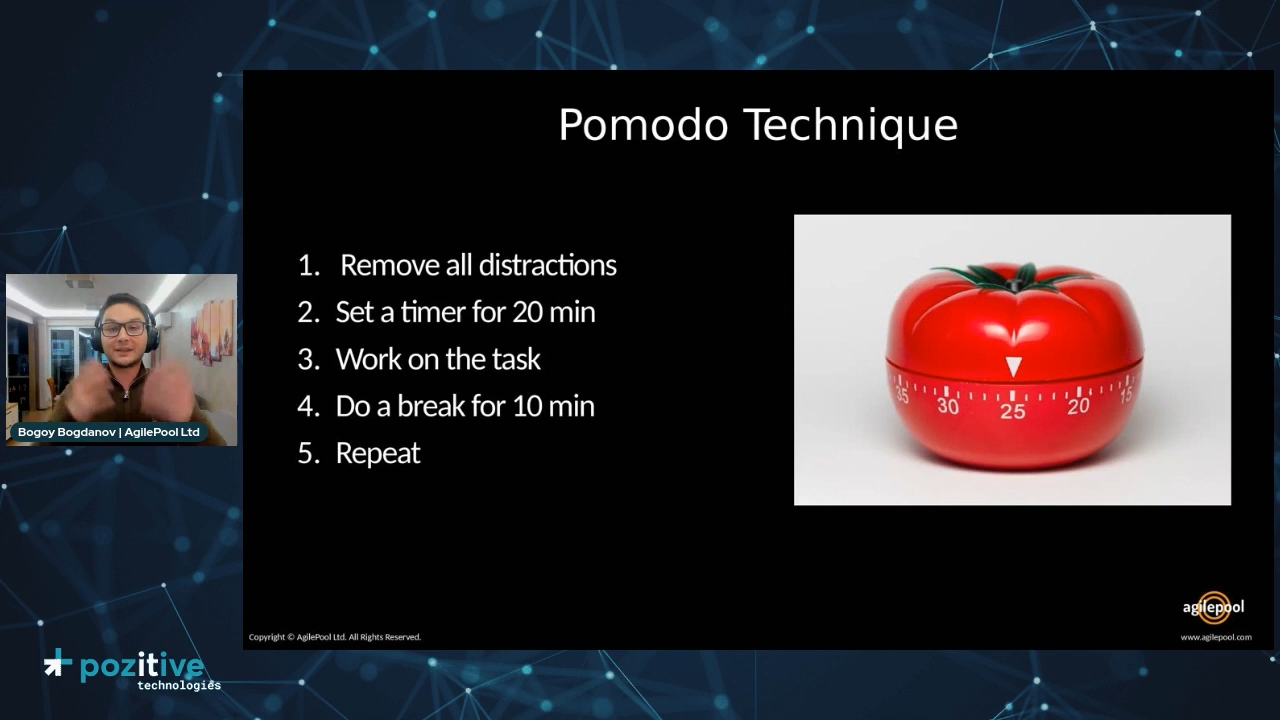 Pomodo Technique
1. Remove all distractions
2. Set a timer for 20 min
3. Work on the task
4. Do a break for 10 min
5. Repeat
35 30 25 20 15
Bogoy Bogdanov | AgilePool Ltd
agilepool
www.agilepool.com
Copyright © AgilePool Ltd. All Rights Reserved.
pozitive
technologies